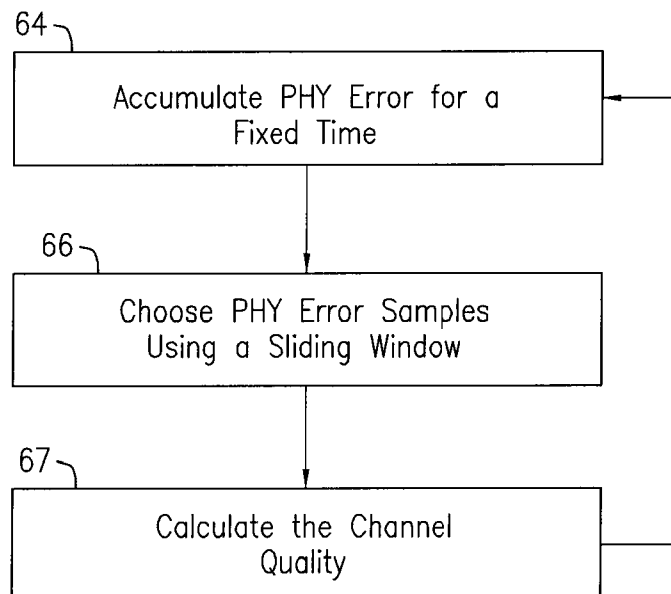 64
Accumulate PHY Error for a
Fixed Time
66
Choose PHY Error Samples
Using a Sliding Window
67
Calculate the Channel
Quality